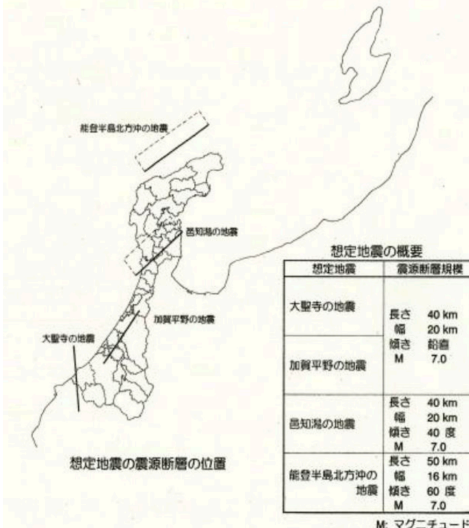 能登半島北方沖の地震
邑知潟の地震
加賀平野の地震
大聖寺の地震
想定地震の震源断層の位置
想定地震の概要
想定地震 震源断層規模
大聖寺の地震
加賀平野の地震
長さ 40 km
幅 20 km
傾き 鉛直
M 7.0
邑知潟の地震
長さ 40 km
幅 20 km
傾き 40 度
M 7.0
能登半島北方沖の
地震
長さ 50 km
幅 16 km
傾き 60 度
M 7.0
M: マグニチュード